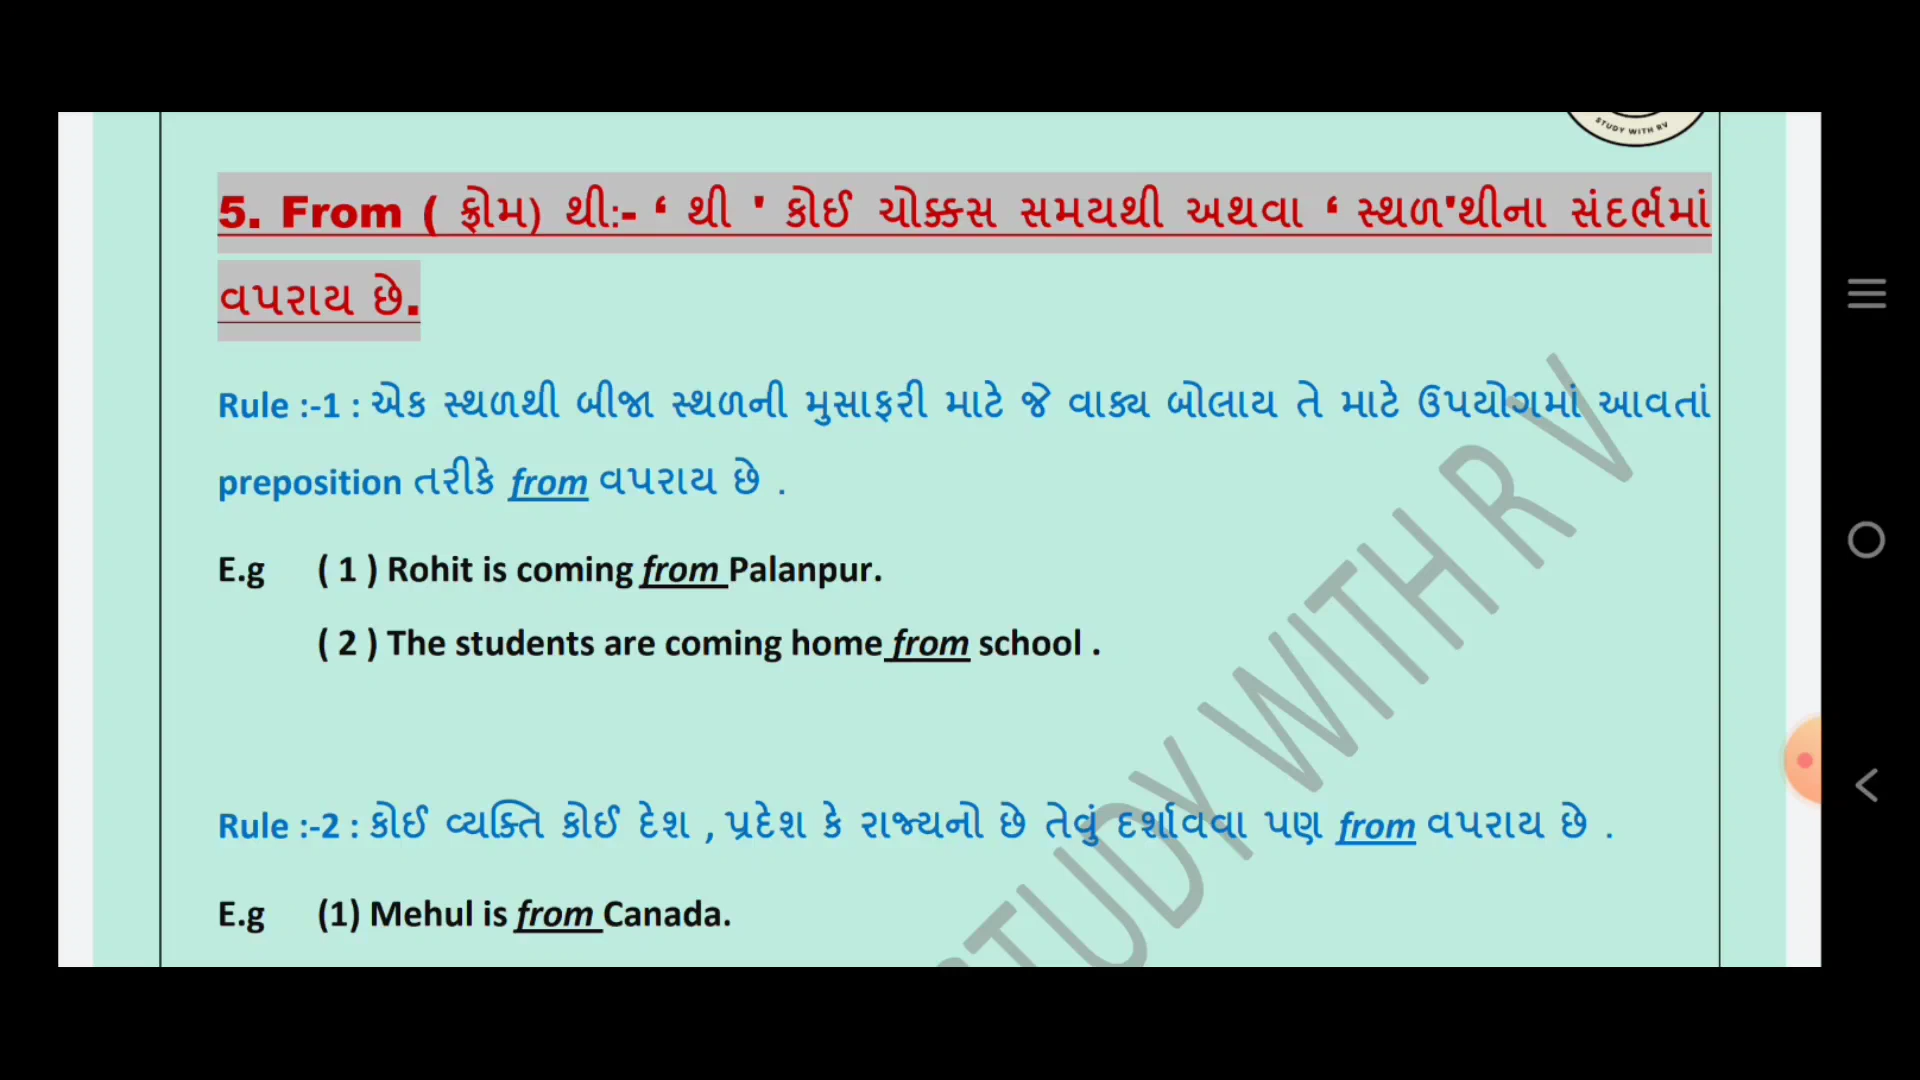 STUDY WITH RV
5. From ( ફ્રોમ) થી:- ‘ થી ' કોઈ ચોક્કસ સમયથી અથવા ‘ સ્થળ'થીના સંદર્ભમાં
વપરાય છે.
Rule :-1 : એક સ્થળથી બીજા સ્થળની મુસાફરી માટે જે વાક્ય બોલાય તે માટે ઉપયોગમાં આવતાં
preposition તરીકે from વપરાય છે .
E.g ( 1 ) Rohit is coming from Palanpur.
( 2 ) The students are coming home from school .
Rule :-2 : કોઈ વ્યક્તિ કોઈ દેશ , પ્રદેશ કે રાજ્યનો છે તેવું દર્શાવવા પણ from વપરાય છે .
E.g (1) Mehul is from Canada.
STUDY WITH R V